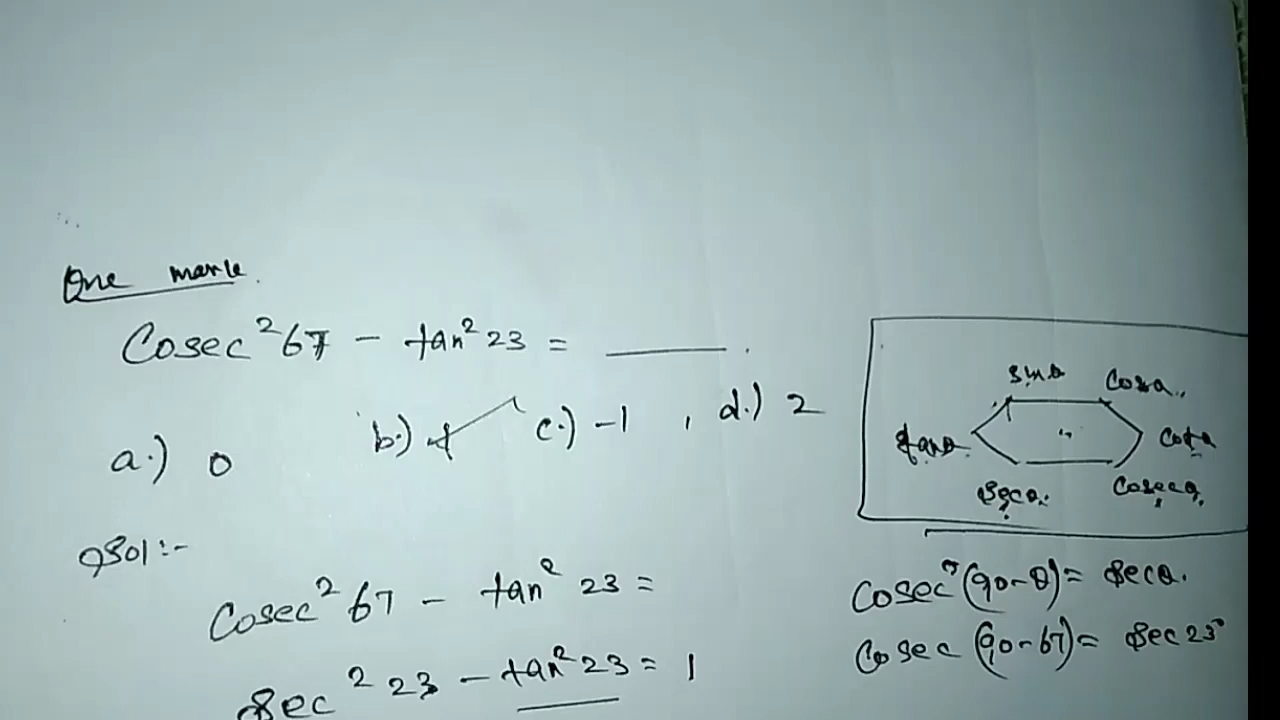 One mark.
Cosec²67 - tan²23 = ____.
a.) 0 b.) 1 c.) -1 , d.) 2
Sol:-
Cosec²67 - tan²23 =
Sec²23 - tan²23 = 1
sinθ cosθ
tanθ cotθ
secθ cosecθ
Cosec (90-θ) = Secθ.
Cosec (90-67) = Sec23°